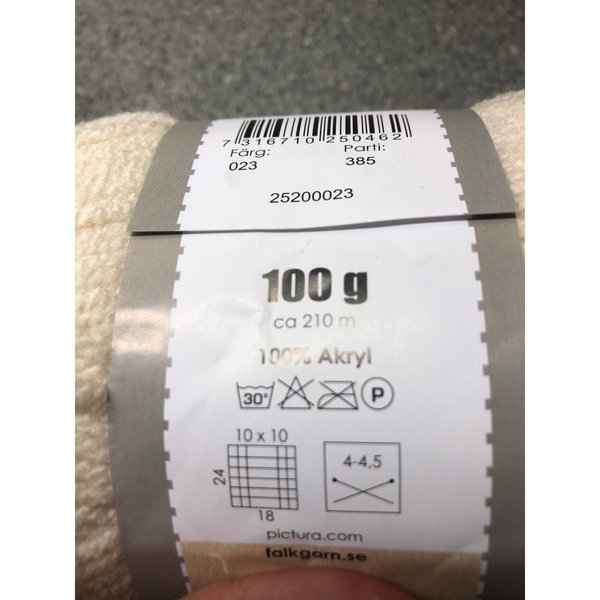 7 316710 250462
Färg: Parti:
023 385
25200023
100 g
ca 210 m
100% Akryl
30° P
10 x 10
24
18
4-4,5
pictura.com
falkgarn.se